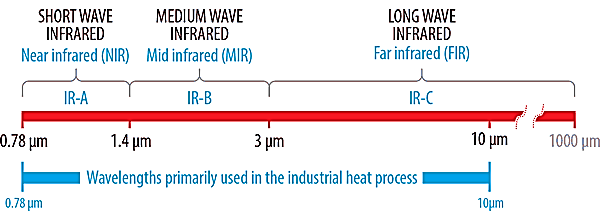 SHORT WAVE
INFRARED
Near infrared (NIR)
MEDIUM WAVE
INFRARED
Mid infrared (MIR)
LONG WAVE
INFRARED
Far infrared (FIR)
IR-A
IR-B
IR-C
0.78 µm
1.4 µm
3 µm
10 µm
1000 µm
Wavelengths primarily used in the industrial heat process
0.78 µm
10µm